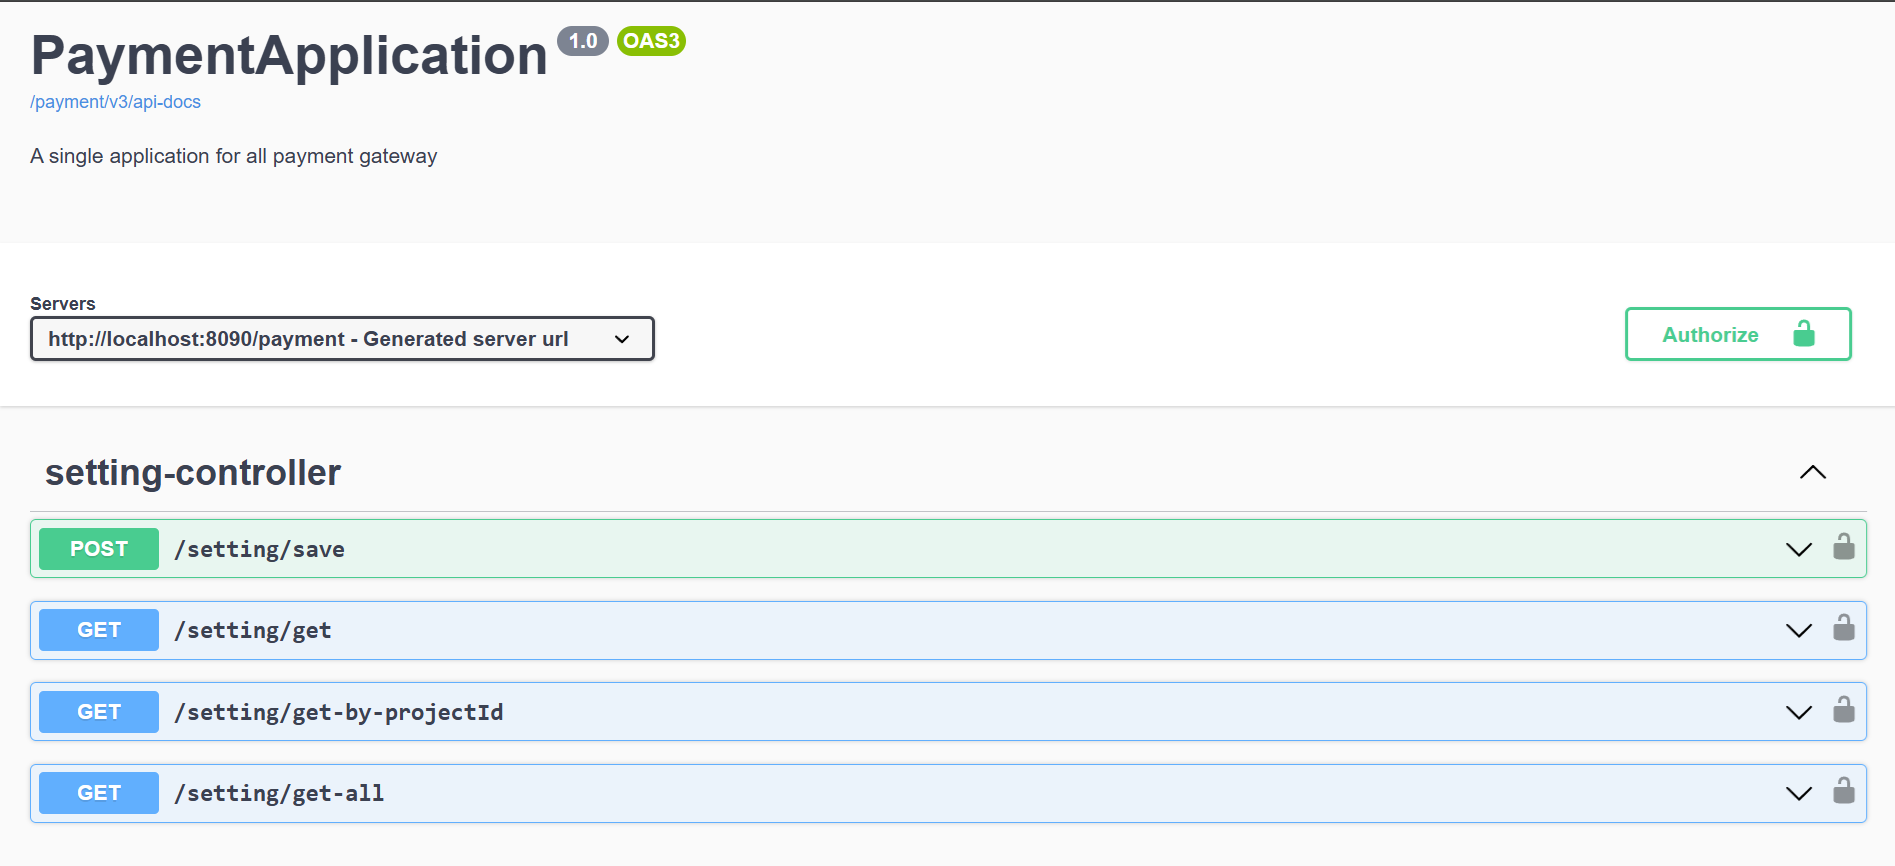 PaymentApplication 1.0 OAS3
/payment/v3/api-docs
A single application for all payment gateway
Servers
http://localhost:8090/payment - Generated server url
Authorize
setting-controller
POST /setting/save
GET /setting/get
GET /setting/get-by-projectId
GET /setting/get-all